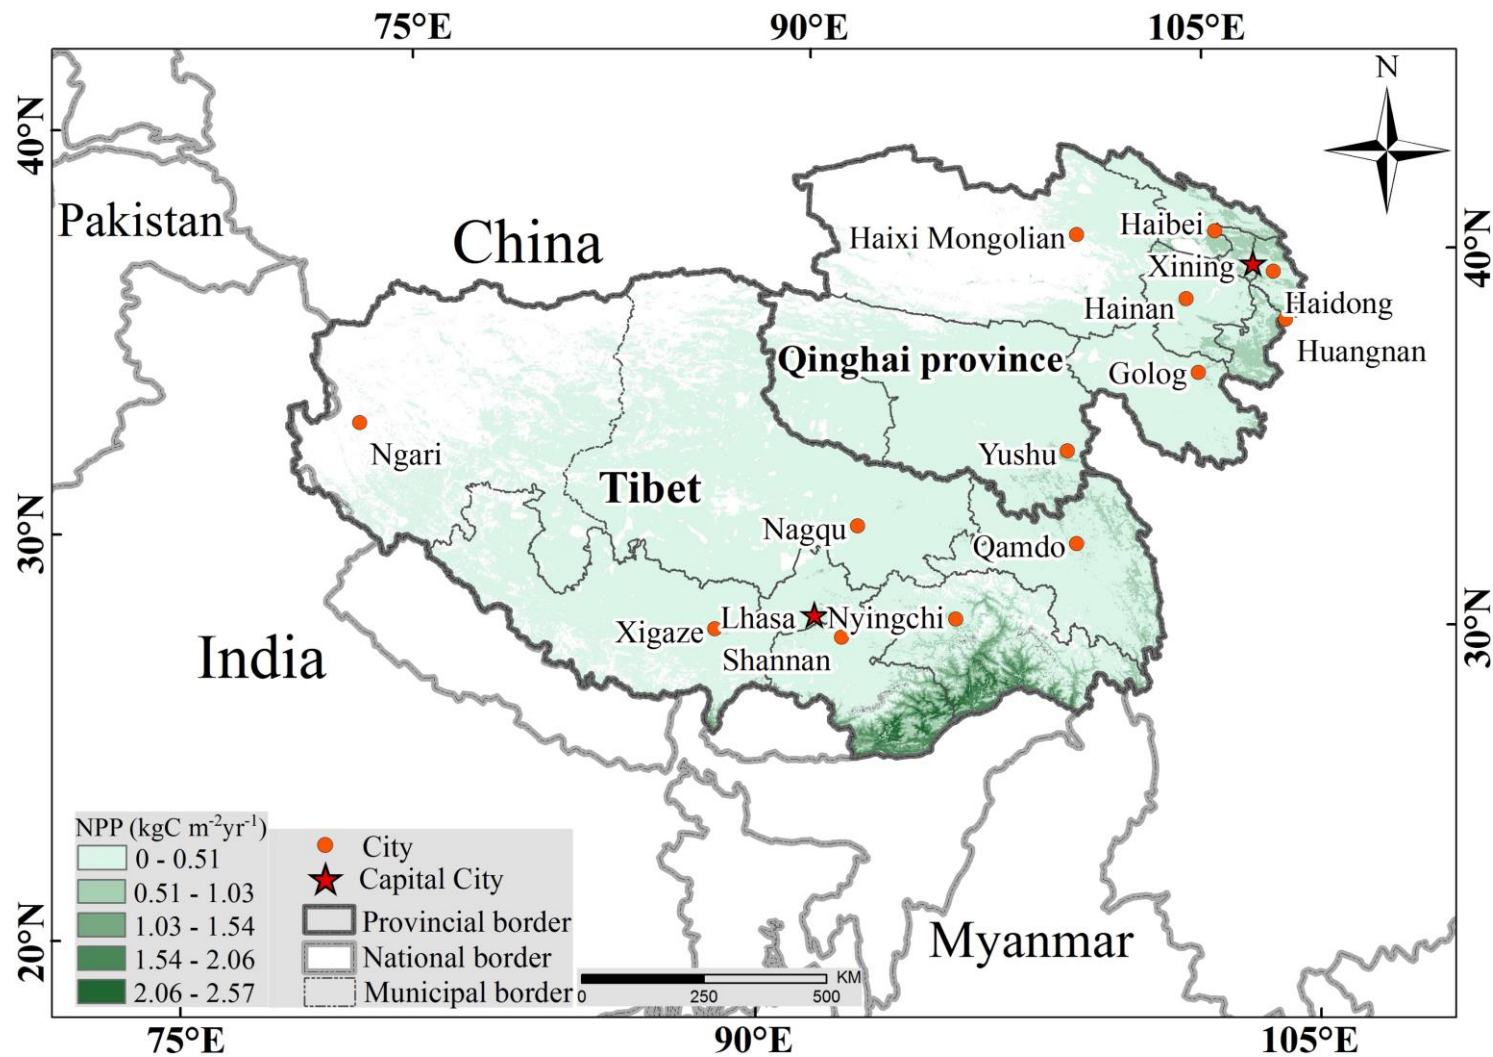 75°E 90°E 105°E
N
40°N
40°N
Pakistan
China
Haixi Mongolian
Haibei
Xining
Hainan
Haidong
Huangnan
Qinghai province
Golog
Ngari
Yushu
Tibet
Nagqu
Qamdo
30°N
30°N
Lhasa
Nyingchi
Xigaze
Shannan
India
Myanmar
20°N
NPP (kgC m⁻²yr⁻¹)
0 - 0.51
0.51 - 1.03
1.03 - 1.54
1.54 - 2.06
2.06 - 2.57
City
Capital City
Provincial border
National border
Municipal border
KM
0 250 500
75°E 90°E 105°E